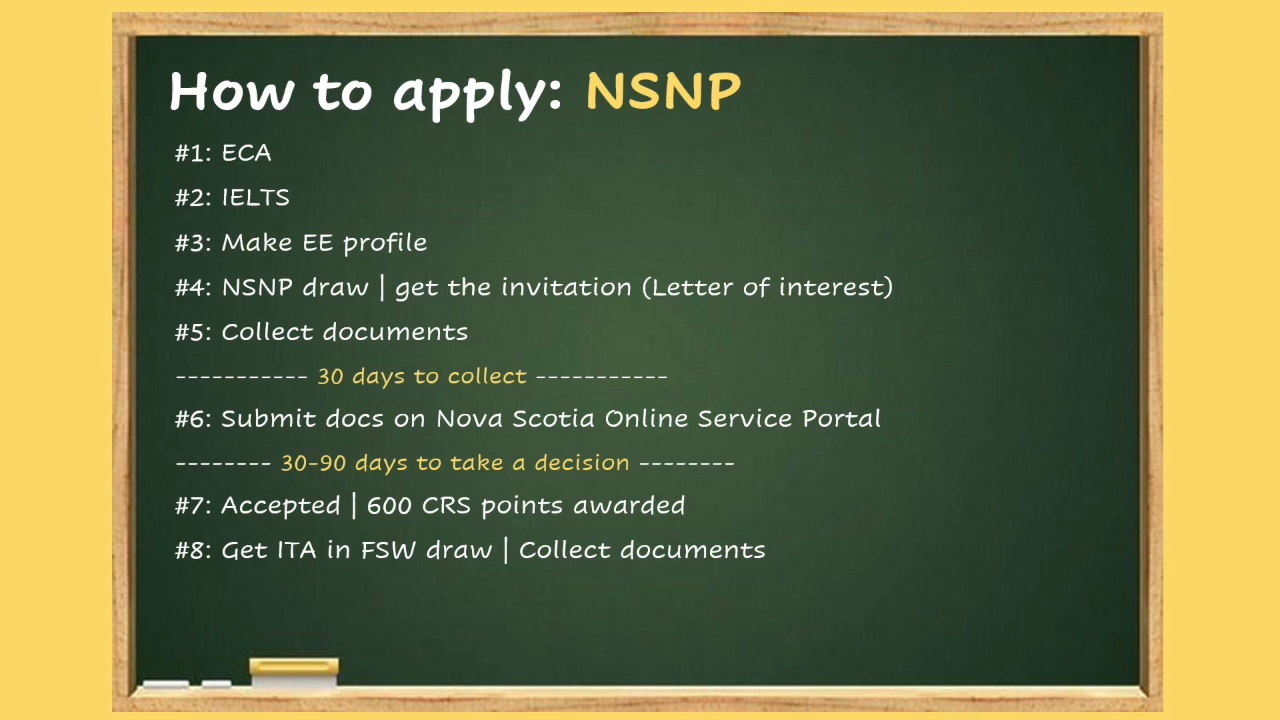 How to apply: NSNP
#1: ECA
#2: IELTS
#3: Make EE profile
#4: NSNP draw | get the invitation (Letter of interest)
#5: Collect documents
----------- 30 days to collect -----------
#6: Submit docs on Nova Scotia Online Service Portal
-------- 30-90 days to take a decision --------
#7: Accepted | 600 CRS points awarded
#8: Get ITA in FSW draw | Collect documents